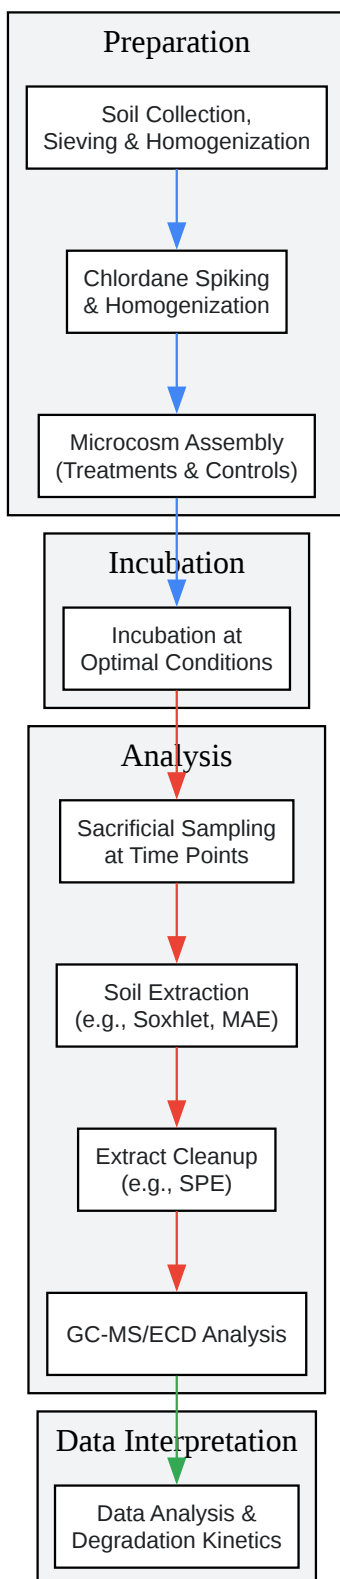 Preparation
Soil Collection,
Sieving & Homogenization
Chlordane Spiking
& Homogenization
Microcosm Assembly
(Treatments & Controls)
Incubation
Incubation at
Optimal Conditions
Analysis
Sacrificial Sampling
at Time Points
Soil Extraction
(e.g., Soxhlet, MAE)
Extract Cleanup
(e.g., SPE)
GC-MS/ECD Analysis
Data Interpretation
Data Analysis &
Degradation Kinetics